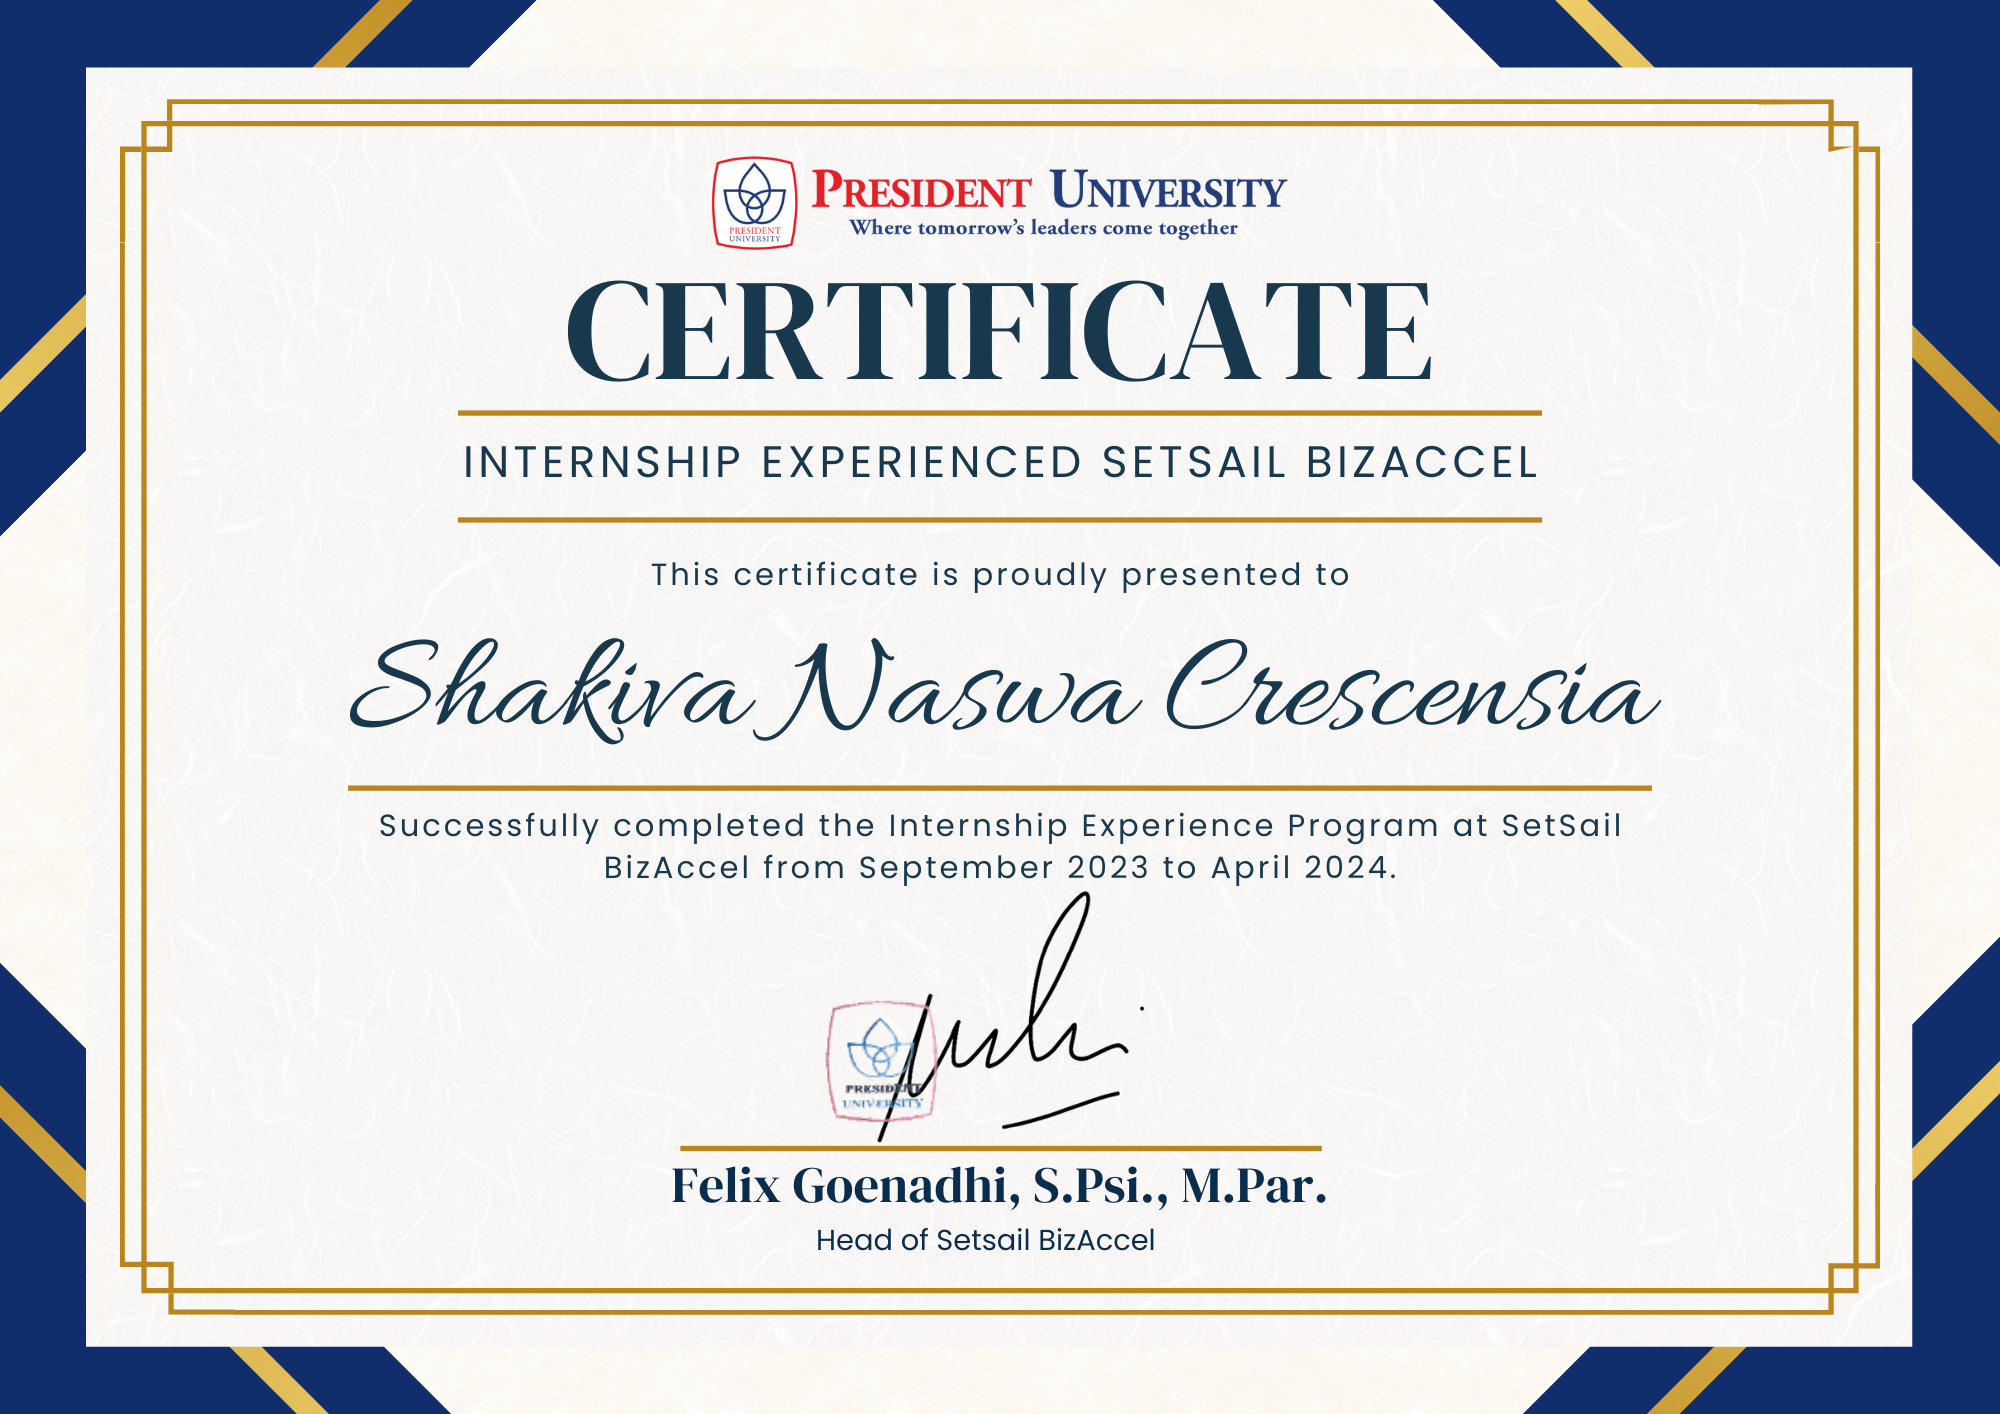 PRESIDENT UNIVERSITY
Where tomorrow's leaders come together
PRESIDENT
UNIVERSITY
CERTIFICATE
INTERNSHIP EXPERIENCED SETSAIL BIZACCEL
This certificate is proudly presented to
Shakiva Naswa Crescensia
Successfully completed the Internship Experience Program at SetSail
BizAccel from September 2023 to April 2024.
PRESIDENT
UNIVERSITY
Felix Goenadhi, S.Psi., M.Par.
Head of Setsail BizAccel